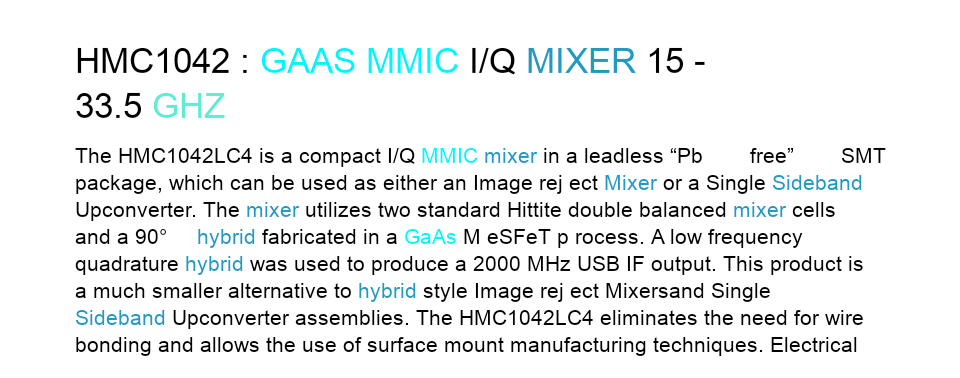 HMC1042 : GAAS MMIC I/Q MIXER 15 -
33.5 GHZ
The HMC1042LC4 is a compact I/Q MMIC mixer in a leadless “Pb free” SMT
package, which can be used as either an Image rej ect Mixer or a Single Sideband
Upconverter. The mixer utilizes two standard Hittite double balanced mixer cells
and a 90° hybrid fabricated in a GaAs M eSFeT p rocess. A low frequency
quadrature hybrid was used to produce a 2000 MHz USB IF output. This product is
a much smaller alternative to hybrid style Image rej ect Mixersand Single
Sideband Upconverter assemblies. The HMC1042LC4 eliminates the need for wire
bonding and allows the use of surface mount manufacturing techniques. Electrical